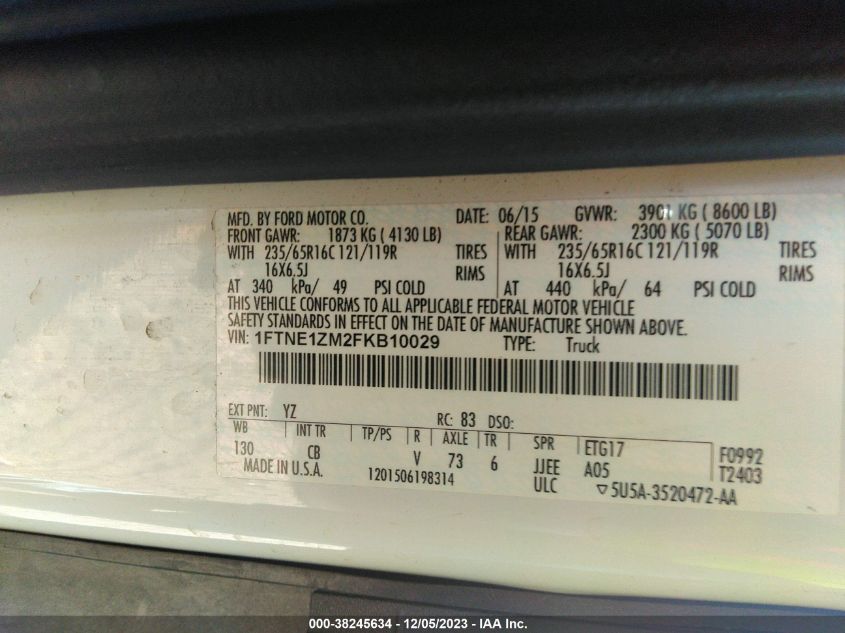 MFD. BY FORD MOTOR CO. DATE: 06/15 GVWR: 3901 KG ( 8600 LB)
FRONT GAWR: 1873 KG ( 4130 LB) REAR GAWR: 2300 KG ( 5070 LB)
WITH 235/65R16C 121/119R TIRES WITH 235/65R16C 121/119R TIRES
16X6.5J RIMS 16X6.5J RIMS
AT 340 kPa/ 49 PSI COLD AT 440 kPa/ 64 PSI COLD
THIS VEHICLE CONFORMS TO ALL APPLICABLE FEDERAL MOTOR VEHICLE
SAFETY STANDARDS IN EFFECT ON THE DATE OF MANUFACTURE SHOWN ABOVE.
VIN: 1FTNE1ZM2FKB10029 TYPE: Truck
EXT PNT: YZ RC: 83 DSO:
WB INT TR TP/PS R AXLE TR SPR ETG17 F0992
130 CB V 73 6 JJEE A05 T2403
MADE IN U.S.A. 1201506198314 ULC 5U5A-3520472-AA
000-38245634 - 12/05/2023 - IAA Inc.